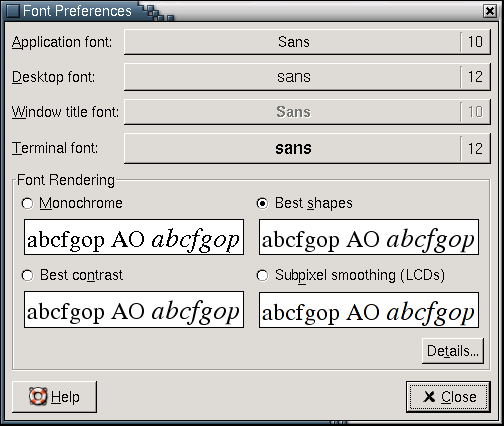 Font Preferences
Application font: Sans 10
Desktop font: sans 12
Window title font: Sans 10
Terminal font: sans 12
Font Rendering
Monochrome Best shapes
abcfgop AO abcfgop abcfgop AO abcfgop
Best contrast Subpixel smoothing (LCDs)
abcfgop AO abcfgop abcfgop AO abcfgop
Details...
Help Close